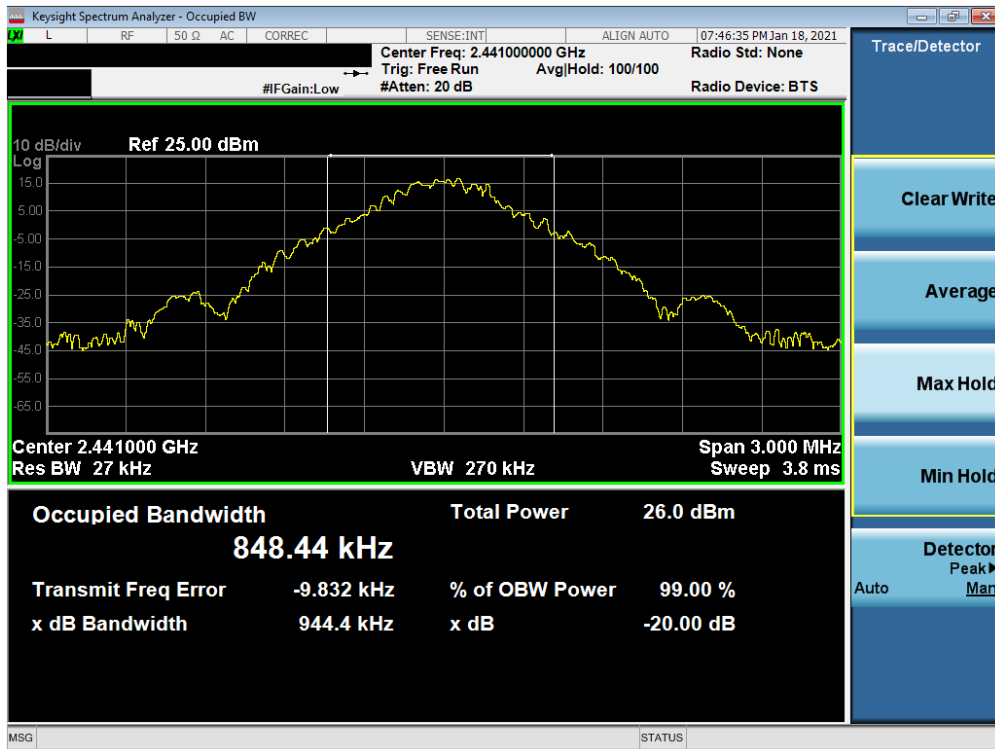 Keysight Spectrum Analyzer - Occupied BW
LXI L RF 50 Ω AC CORREC SENSE:INT ALIGN AUTO 07:46:35 PM Jan 18, 2021
Center Freq: 2.441000000 GHz Radio Std: None
Trig: Free Run Avg|Hold: 100/100
#IFGain:Low #Atten: 20 dB Radio Device: BTS
10 dB/div Ref 25.00 dBm
Log
15.0
5.00
-5.00
-15.0
-25.0
-35.0
-45.0
-55.0
-65.0
Center 2.441000 GHz Span 3.000 MHz
Res BW 27 kHz VBW 270 kHz Sweep 3.8 ms
Occupied Bandwidth Total Power 26.0 dBm
848.44 kHz
Transmit Freq Error -9.832 kHz % of OBW Power 99.00 %
x dB Bandwidth 944.4 kHz x dB -20.00 dB
MSG STATUS
Trace/Detector
Clear Write
Average
Max Hold
Min Hold
Detector
Peak▶
Auto Man